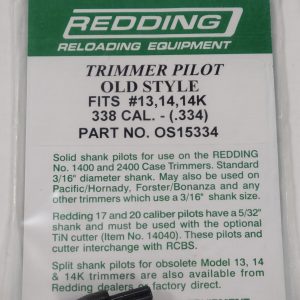 REDDING
RELOADING EQUIPMENT
TRIMMER PILOT
OLD STYLE
FITS #13,14,14K
338 CAL. - (.334)
PART NO. OS15334
Solid shank pilots for use on the REDDING
No. 1400 and 2400 Case Trimmers. Standard
3/16" diameter shank. May also be used on
Pacific/Hornady, Forster/Bonanza and any
other trimmers which use a 3/16" shank size.
Redding 17 and 20 caliber pilots have a 5/32"
shank and must be used with the optional
TiN cutter (Item No. 14040). These pilots and
cutter interchange with RCBS.
Split shank pilots for obsolete Model 13, 14
& 14K trimmers are also available from
Redding dealers or factory direct.